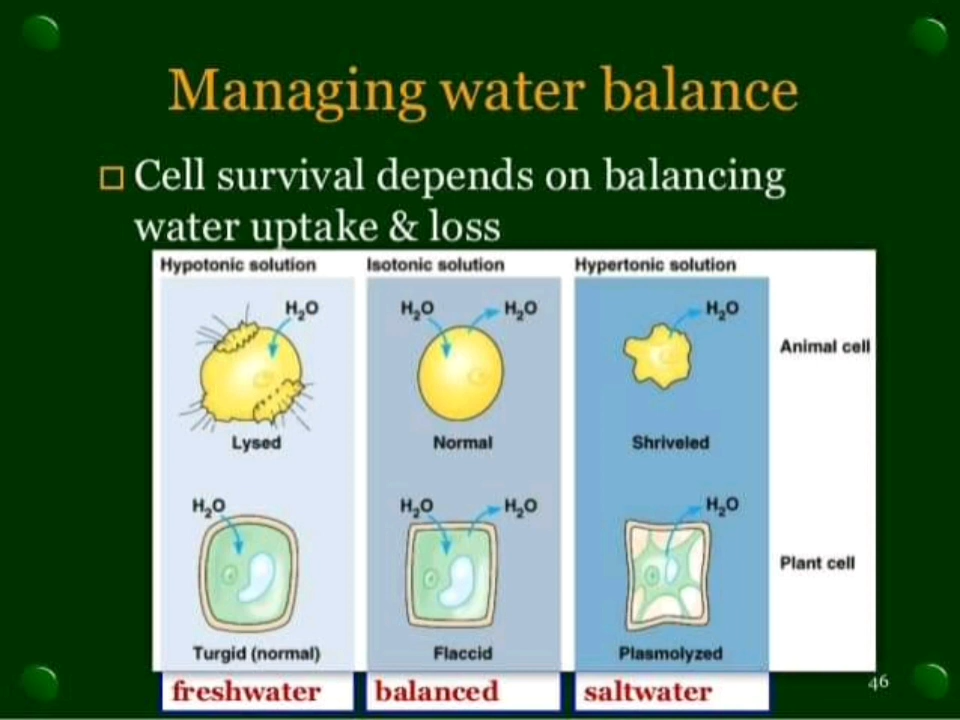 Managing water balance
Cell survival depends on balancing
water uptake & loss
Hypotonic solution
Isotonic solution
Hypertonic solution
H₂O
H₂O
H₂O
H₂O
Animal cell
Lysed
Normal
Shriveled
H₂O
H₂O
H₂O
H₂O
Plant cell
Turgid (normal)
Flaccid
Plasmolyzed
freshwater
balanced
saltwater
46